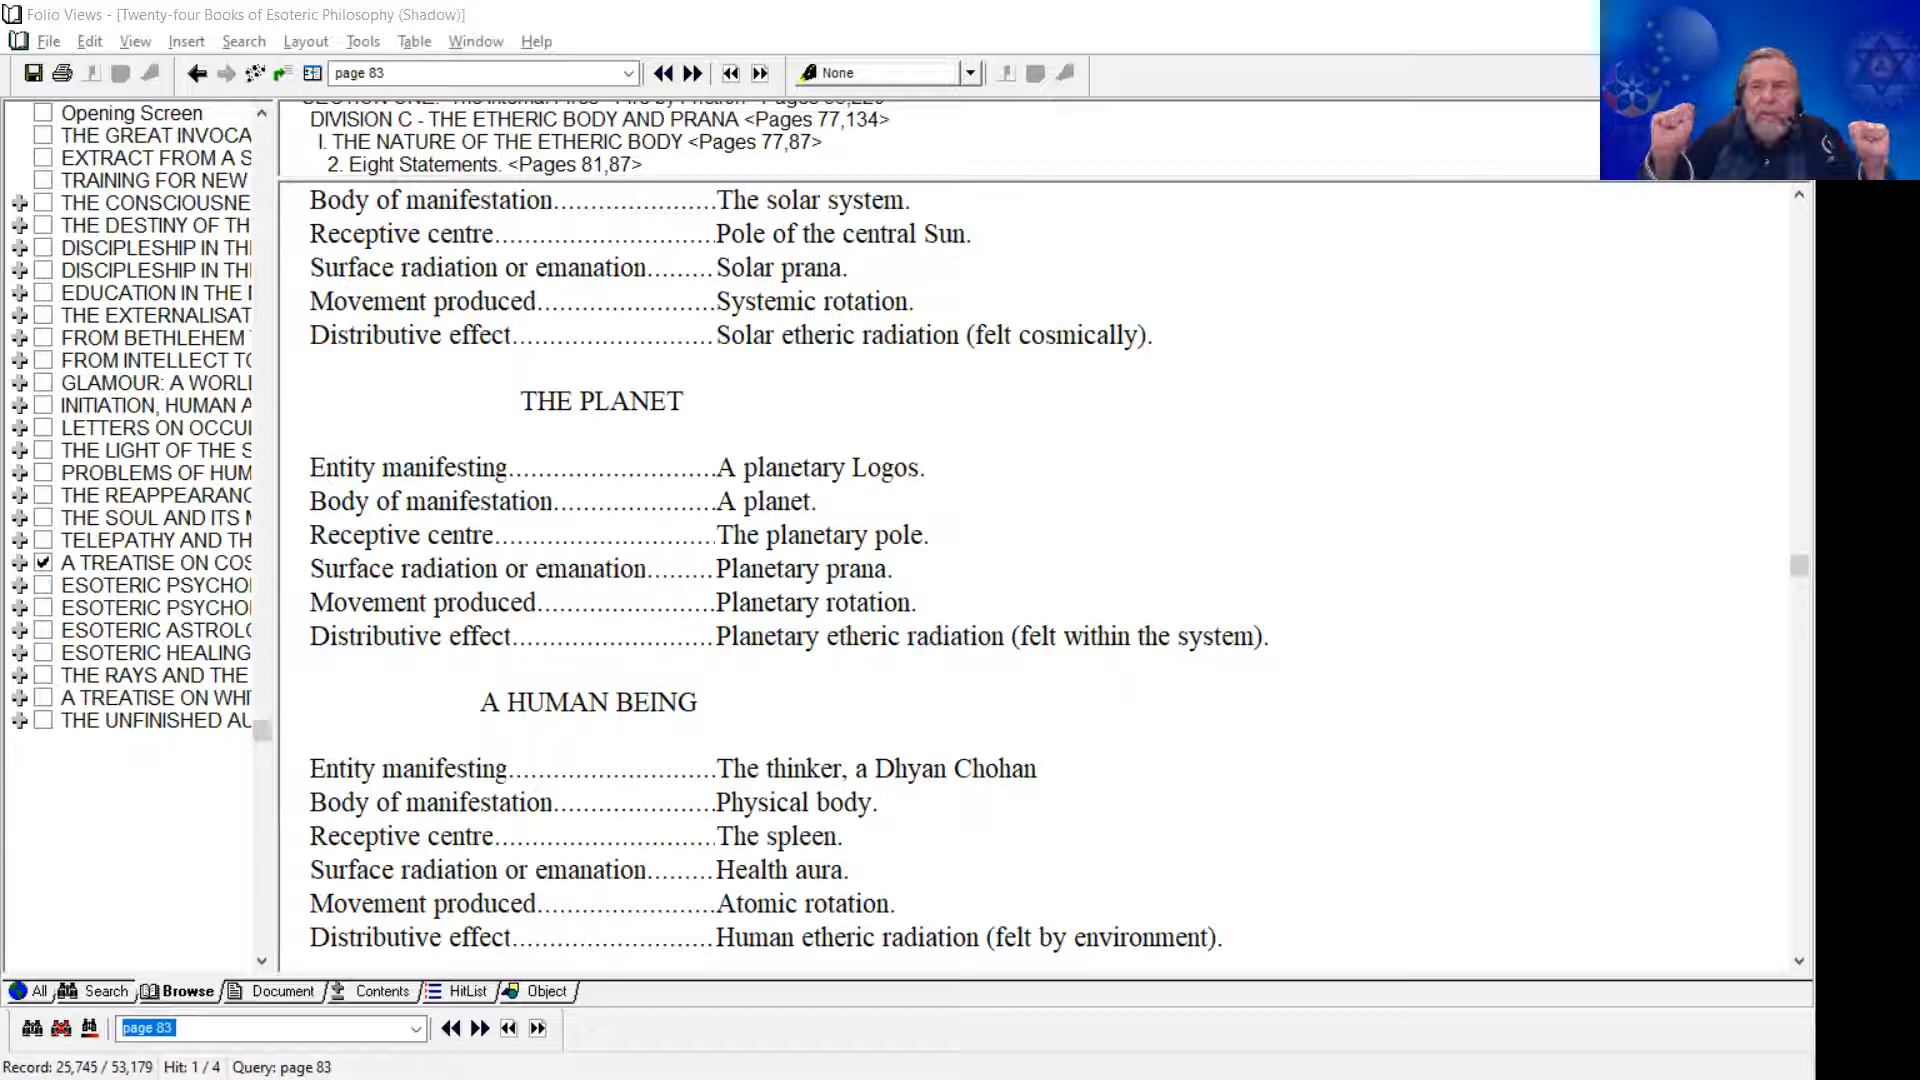 Folio Views - [Twenty-four Books of Esoteric Philosophy (Shadow)]
File Edit View Insert Search Layout Tools Table Window Help
page 83 None
Opening Screen
THE GREAT INVOCA
EXTRACT FROM A S
TRAINING FOR NEW
THE CONSCIOUSNE
THE DESTINY OF TH
DISCIPLESHIP IN THI
DISCIPLESHIP IN THI
EDUCATION IN THE I
THE EXTERNALISAT
FROM BETHLEHEM
FROM INTELLECT TO
GLAMOUR: A WORL
INITIATION, HUMAN A
LETTERS ON OCCUI
THE LIGHT OF THE S
PROBLEMS OF HUM
THE REAPPEARANC
THE SOUL AND ITS M
TELEPATHY AND TH
A TREATISE ON COS
ESOTERIC PSYCHOI
ESOTERIC PSYCHOI
ESOTERIC ASTROLO
ESOTERIC HEALING
THE RAYS AND THE
A TREATISE ON WHI
THE UNFINISHED AU
DIVISION C - THE ETHERIC BODY AND PRANA <Pages 77,134>
I. THE NATURE OF THE ETHERIC BODY <Pages 77,87>
2. Eight Statements. <Pages 81,87>
Body of manifestation......................The solar system.
Receptive centre.............................Pole of the central Sun.
Surface radiation or emanation.........Solar prana.
Movement produced........................Systemic rotation.
Distributive effect...........................Solar etheric radiation (felt cosmically).
THE PLANET
Entity manifesting............................A planetary Logos.
Body of manifestation......................A planet.
Receptive centre.............................The planetary pole.
Surface radiation or emanation.........Planetary prana.
Movement produced........................Planetary rotation.
Distributive effect...........................Planetary etheric radiation (felt within the system).
A HUMAN BEING
Entity manifesting............................The thinker, a Dhyan Chohan
Body of manifestation......................Physical body.
Receptive centre.............................The spleen.
Surface radiation or emanation.........Health aura.
Movement produced........................Atomic rotation.
Distributive effect...........................Human etheric radiation (felt by environment).
All Search Browse Document Contents HitList Object
page 83
Record: 25,745 / 53,179 Hit: 1 / 4 Query: page 83